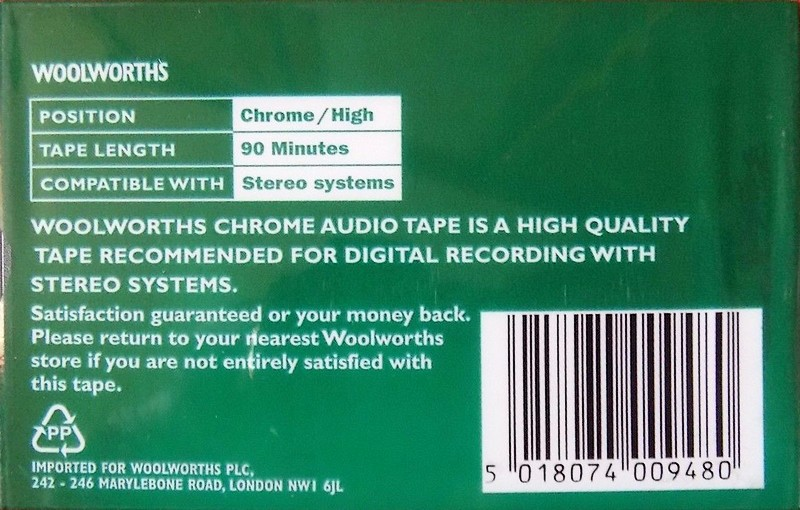 WOOLWORTHS
POSITION Chrome/High
TAPE LENGTH 90 Minutes
COMPATIBLE WITH Stereo systems
WOOLWORTHS CHROME AUDIO TAPE IS A HIGH QUALITY
TAPE RECOMMENDED FOR DIGITAL RECORDING WITH
STEREO SYSTEMS.
Satisfaction guaranteed or your money back.
Please return to your nearest Woolworths
store if you are not entirely satisfied with
this tape.
PP
IMPORTED FOR WOOLWORTHS PLC,
242 - 246 MARYLEBONE ROAD, LONDON NW1 6JL
5 018074 009480